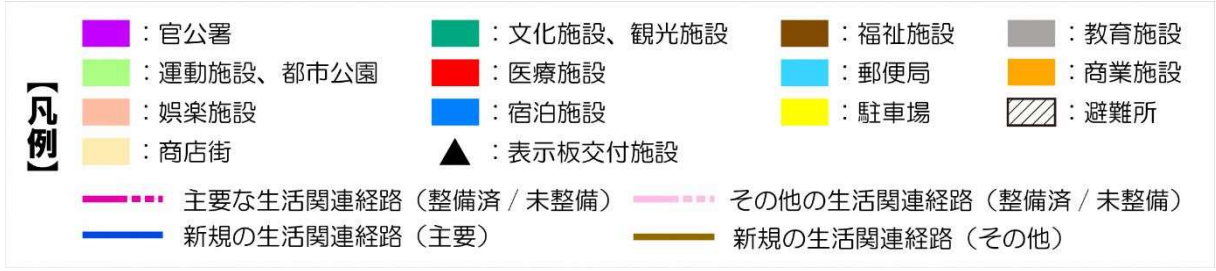 【凡例】
：官公署 ：文化施設、観光施設 ：福祉施設 ：教育施設
：運動施設、都市公園 ：医療施設 ：郵便局 ：商業施設
：娯楽施設 ：宿泊施設 ：駐車場 ：避難所
：商店街 ：表示板交付施設
主要な生活関連経路（整備済 / 未整備） その他の生活関連経路（整備済 / 未整備）
新規の生活関連経路（主要） 新規の生活関連経路（その他）